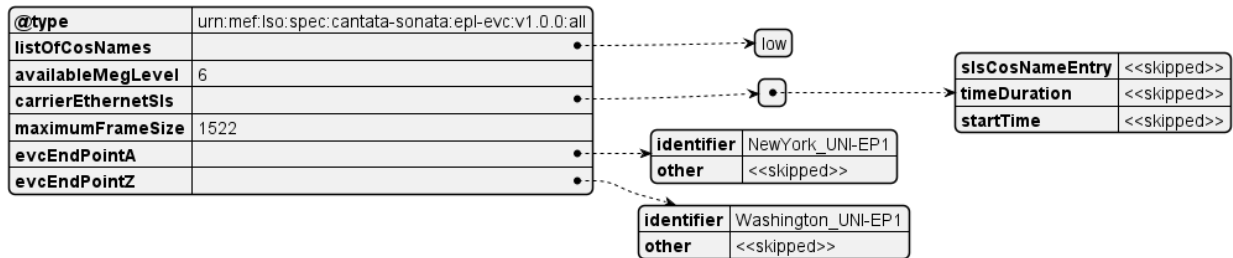 @type urn:mef:lso:spec:cantata-sonata:epl-evc:v1.0.0:all
listOfCosNames
low
availableMegLevel 6
carrierEthernetSls
slsCosNameEntry <<skipped>>
timeDuration <<skipped>>
startTime <<skipped>>
maximumFrameSize 1522
evcEndPointA
identifier NewYork_UNI-EP1
other <<skipped>>
evcEndPointZ
identifier Washington_UNI-EP1
other <<skipped>>